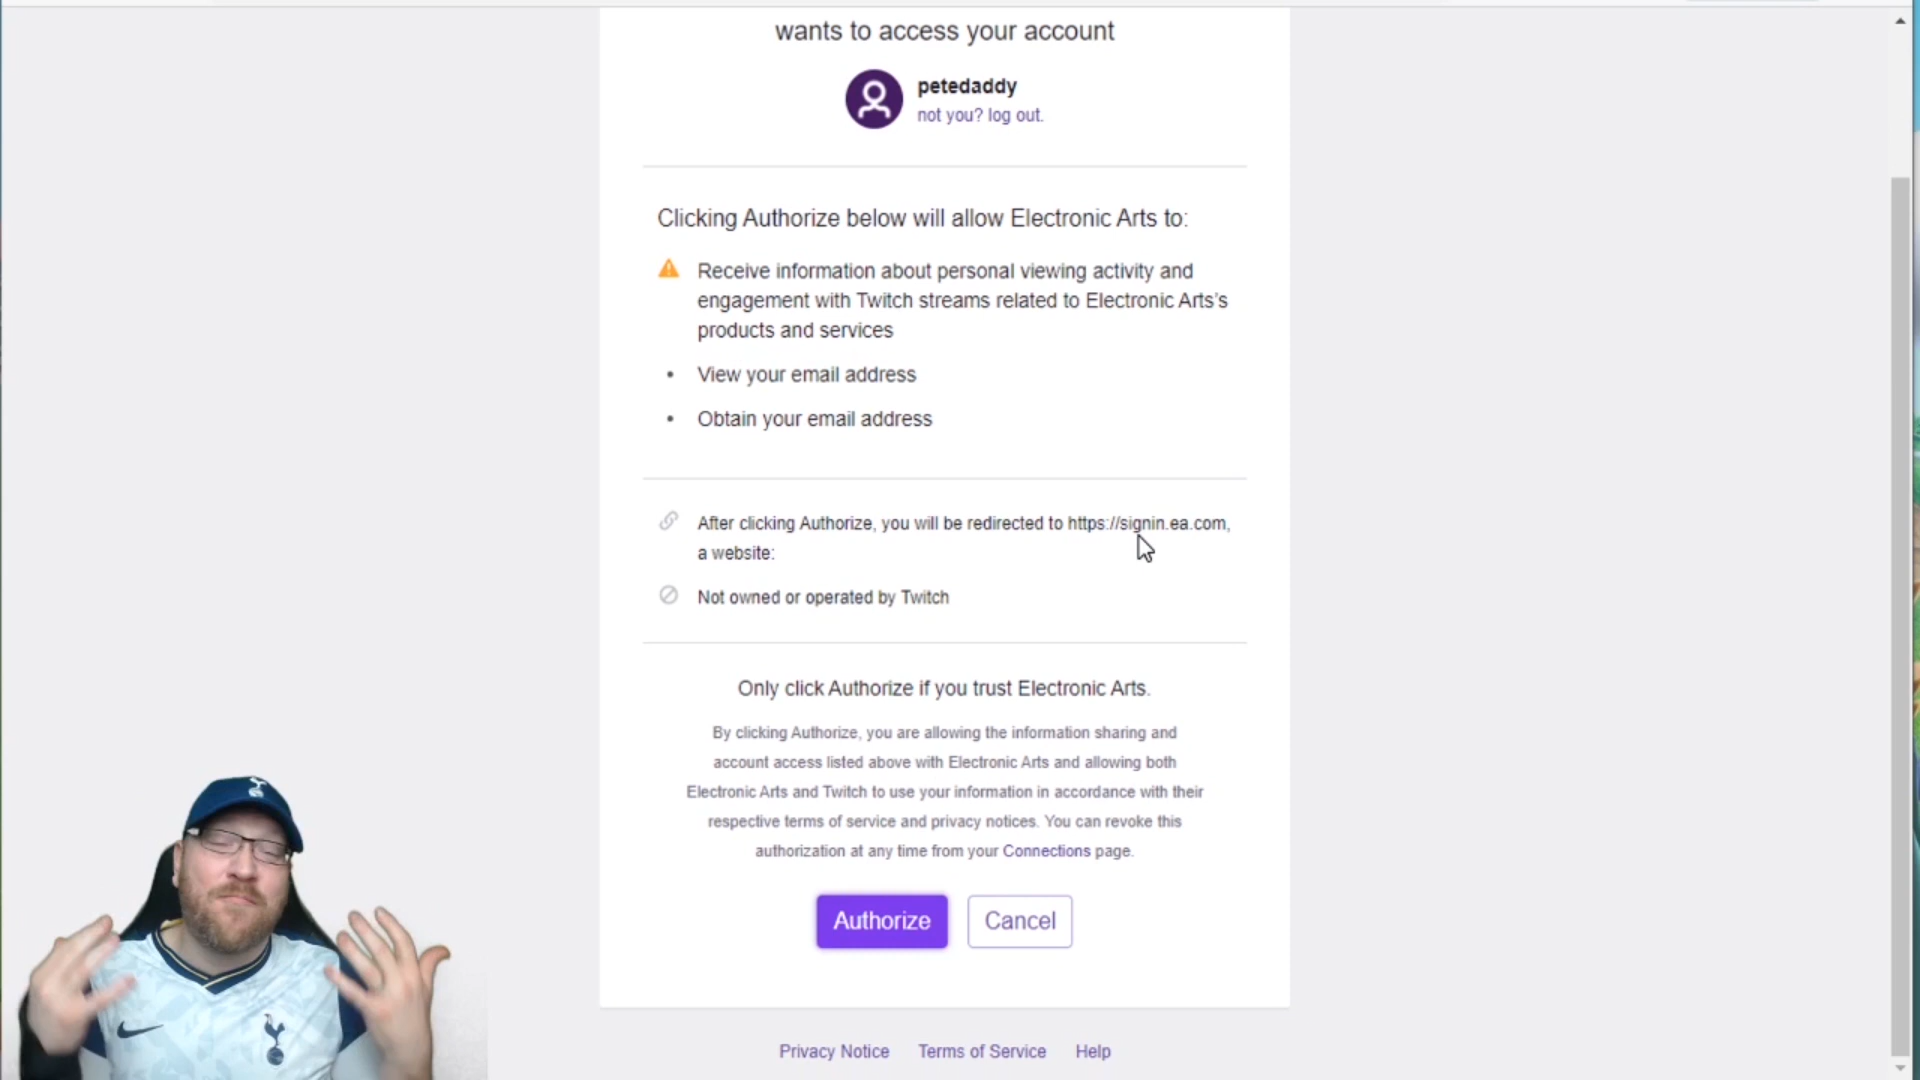 wants to access your account
petedaddy
not you? log out.
Clicking Authorize below will allow Electronic Arts to:
Receive information about personal viewing activity and
engagement with Twitch streams related to Electronic Arts's
products and services
• View your email address
• Obtain your email address
After clicking Authorize, you will be redirected to https://signin.ea.com,
a website:
Not owned or operated by Twitch
Only click Authorize if you trust Electronic Arts.
By clicking Authorize, you are allowing the information sharing and
account access listed above with Electronic Arts and allowing both
Electronic Arts and Twitch to use your information in accordance with their
respective terms of service and privacy notices. You can revoke this
authorization at any time from your Connections page.
Authorize Cancel
Privacy Notice Terms of Service Help